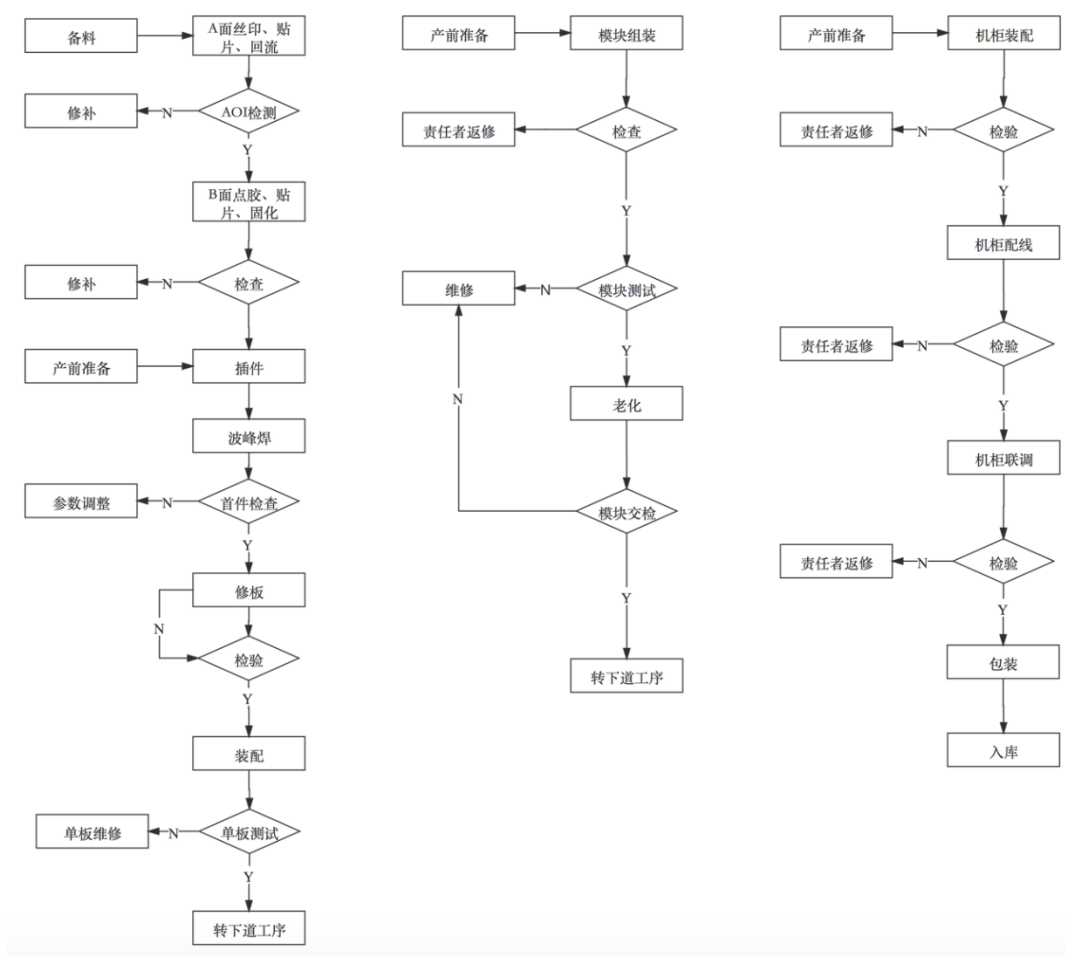 备料
A面丝印、贴
片、回流
AOI检测
N
修补
Y
B面点胶、贴
片、固化
检查
N
修补
产前准备
插件
波峰焊
首件检查
N
参数调整
Y
修板
N
检验
Y
装配
单板测试
N
单板维修
Y
转下道工序
产前准备
模块组装
检查
责任者返修
Y
模块测试
N
维修
Y
老化
N
模块交检
Y
转下道工序
产前准备
机柜装配
检验
N
责任者返修
Y
机柜配线
检验
N
责任者返修
Y
机柜联调
检验
N
责任者返修
Y
包装
入库